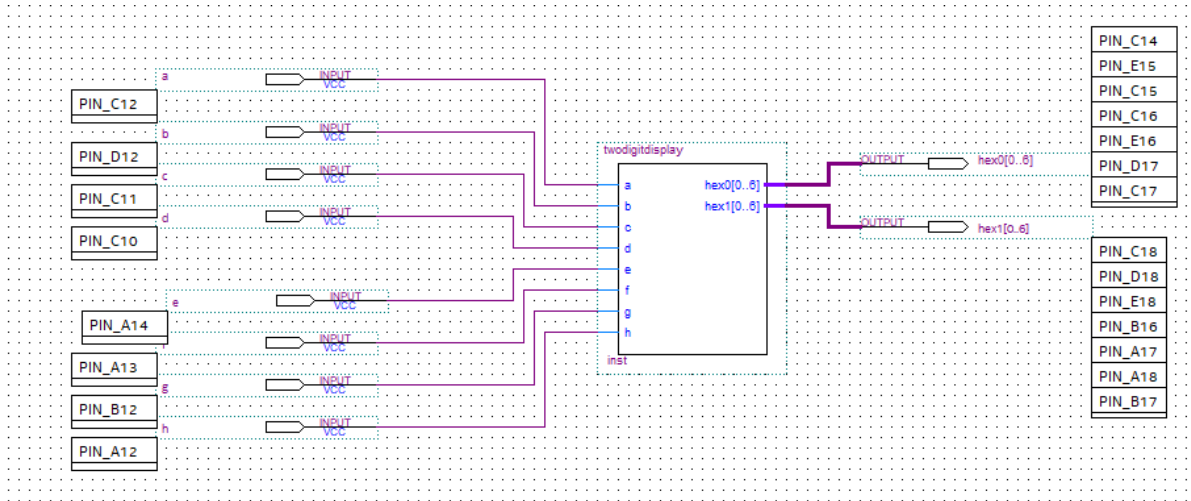 a INPUT VCC
PIN_C12
b INPUT VCC
PIN_D12
c INPUT VCC
PIN_C11
d INPUT VCC
PIN_C10
e INPUT VCC
PIN_A14
INPUT VCC
PIN_A13
g INPUT VCC
PIN_B12
h INPUT VCC
PIN_A12
twodigitdisplay
a hex0[0..6]
b hex1[0..6]
c
d
e
f
g
h
inst
OUTPUT hex0[0..6]
OUTPUT hex1[0..6]
PIN_C14
PIN_E15
PIN_C15
PIN_C16
PIN_E16
PIN_D17
PIN_C17
PIN_C18
PIN_D18
PIN_E18
PIN_B16
PIN_A17
PIN_A18
PIN_B17